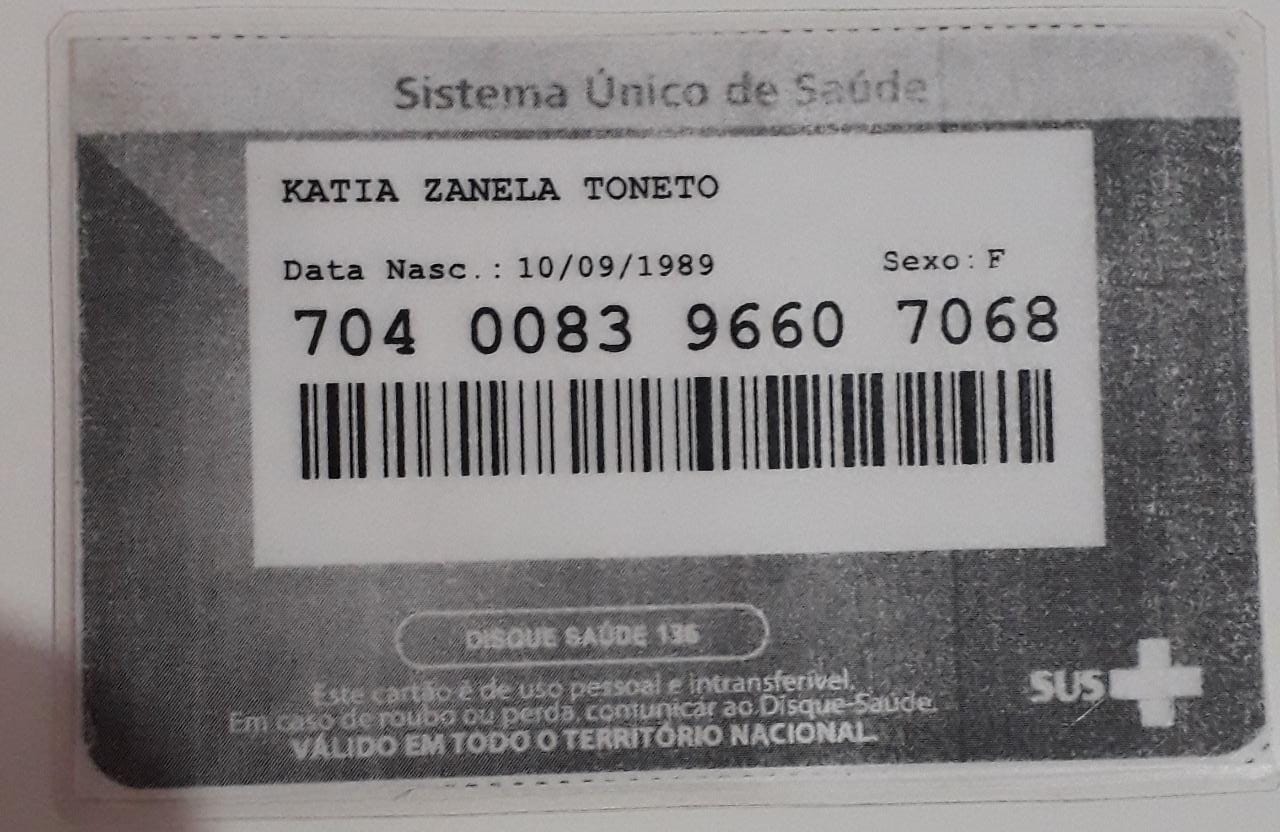 Sistema Único de Saúde
KATIA ZANELA TONETO
Data Nasc.: 10/09/1989 Sexo: F
704 0083 9660 7068
DISQUE SAÚDE 136
Este cartão é de uso pessoal e intransferível.
Em caso de roubo ou perda, comunicar ao Disque-Saúde.
VÁLIDO EM TODO O TERRITÓRIO NACIONAL.
SUS